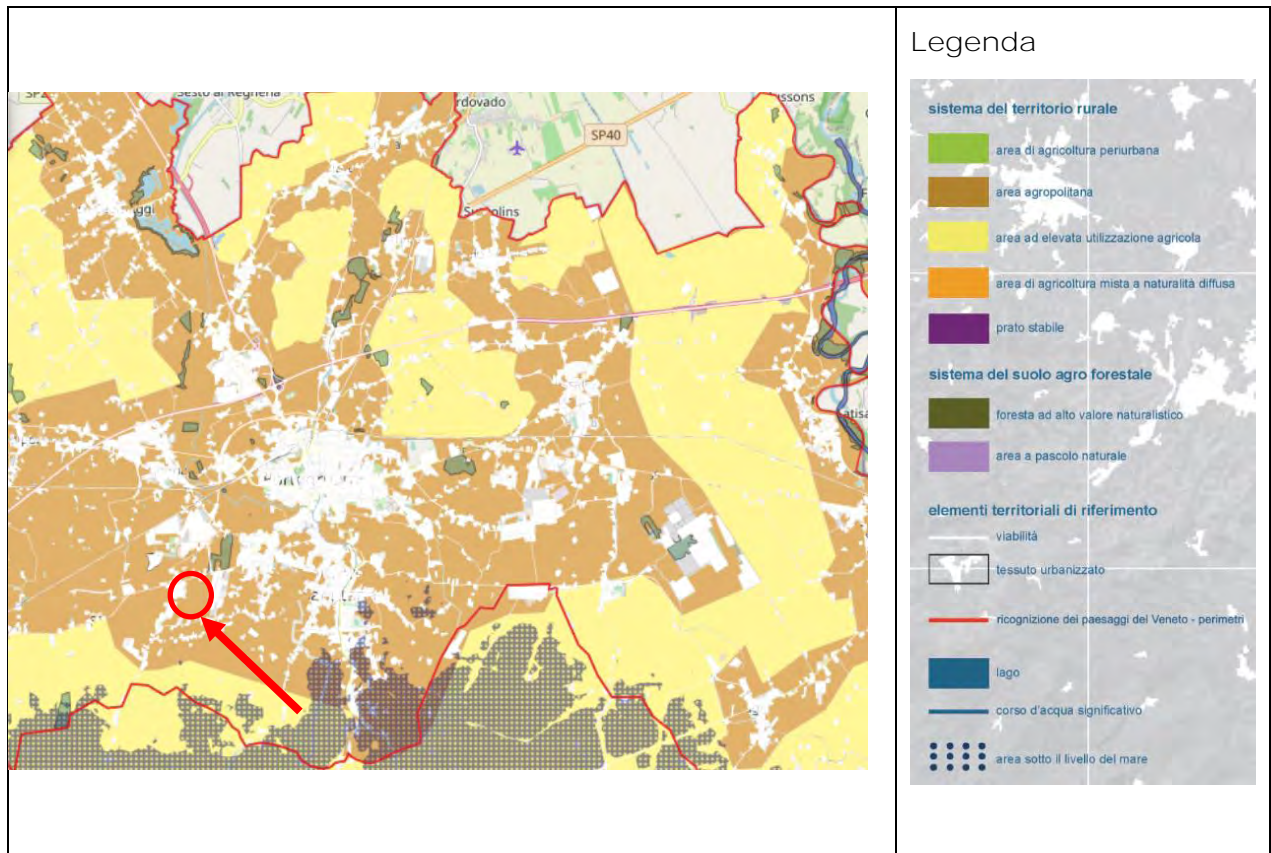 Legenda
Sesto al Reghena
rdovado
ssons
SP40
sistema del territorio rurale
area di agricoltura periurbana
area agropolitana
area ad elevata utilizzazione agricola
area di agricoltura mista a naturalità diffusa
prato stabile
sistema del suolo agro forestale
foresta ad alto valore naturalistico
area a pascolo naturale
elementi territoriali di riferimento
viabilità
tessuto urbanizzato
ricognizione dei paesaggi del Veneto - perimetri
lago
corso d'acqua significativo
area sotto il livello del mare